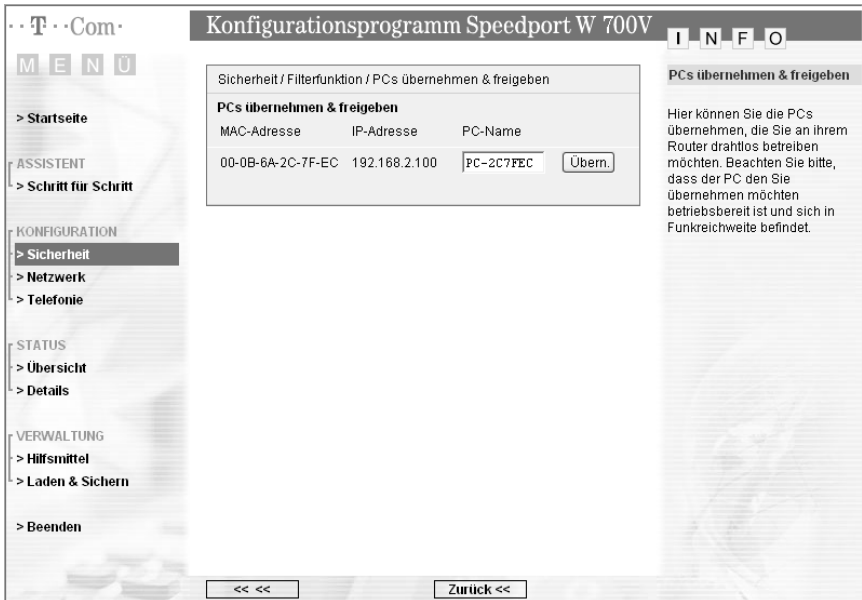 ··T··Com·
Konfigurationsprogramm Speedport W 700V
I N F O
M E N Ü
> Startseite
ASSISTENT
> Schritt für Schritt
KONFIGURATION
> Sicherheit
> Netzwerk
> Telefonie
STATUS
> Übersicht
> Details
VERWALTUNG
> Hilfsmittel
> Laden & Sichern
> Beenden
Sicherheit / Filterfunktion / PCs übernehmen & freigeben
PCs übernehmen & freigeben
MAC-Adresse IP-Adresse PC-Name
00-0B-6A-2C-7F-EC 192.168.2.100 PC-2C7FEC Übern.
<< <<
Zurück <<
PCs übernehmen & freigeben
Hier können Sie die PCs
übernehmen, die Sie an ihrem
Router drahtlos betreiben
möchten. Beachten Sie bitte,
dass der PC den Sie
übernehmen möchten
betriebsbereit ist und sich in
Funkreichweite befindet.